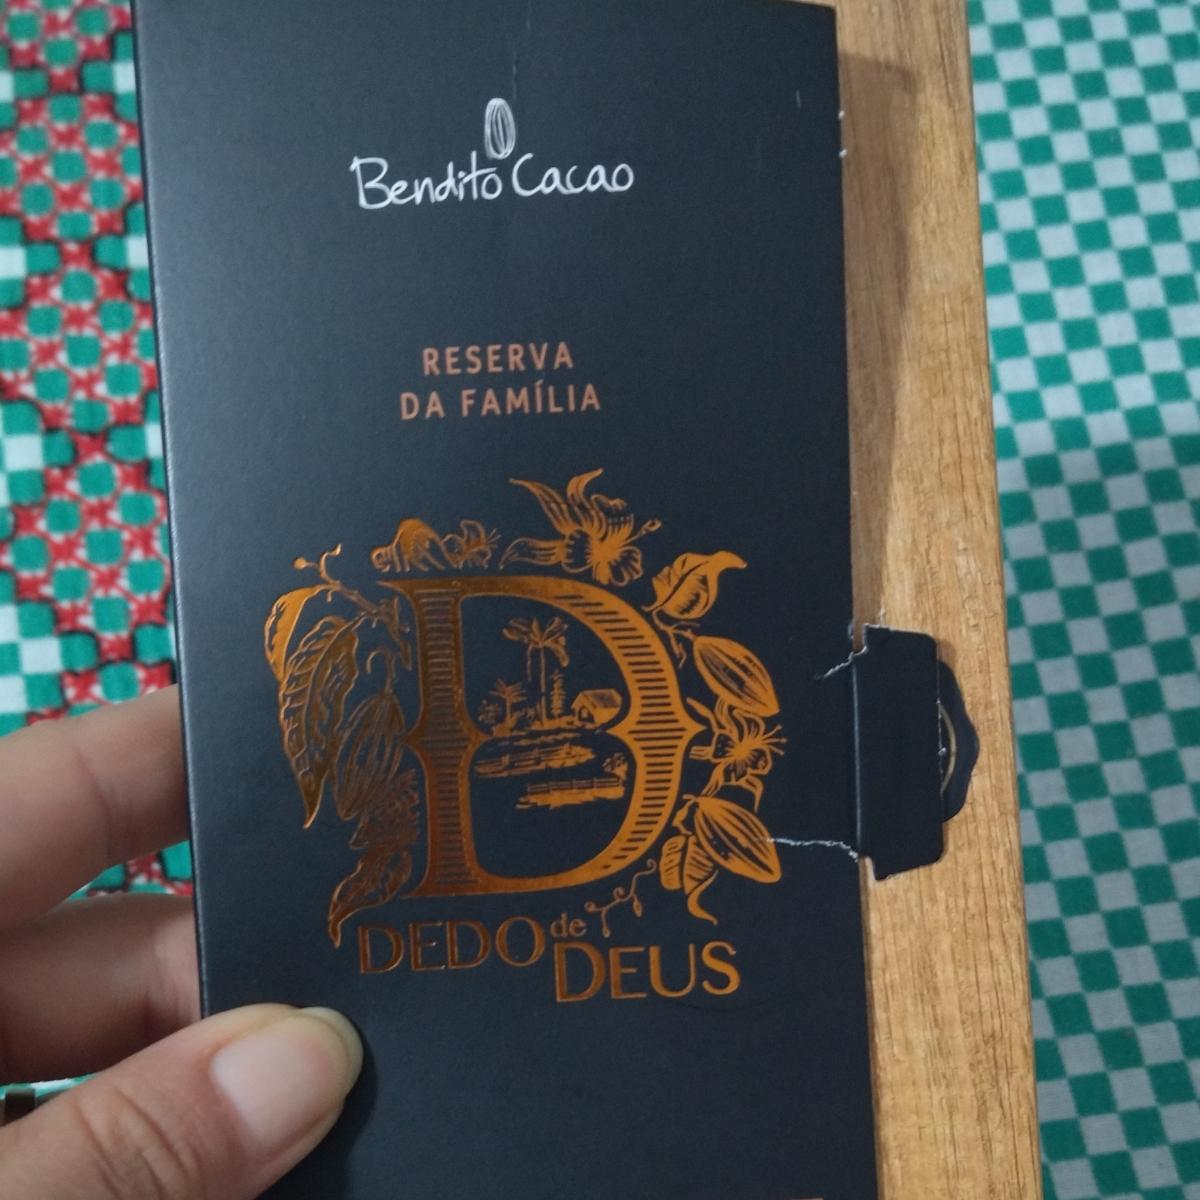 Bendito Cacao
RESERVA
DA FAMÍLIA
D
DEDO de
DEUS